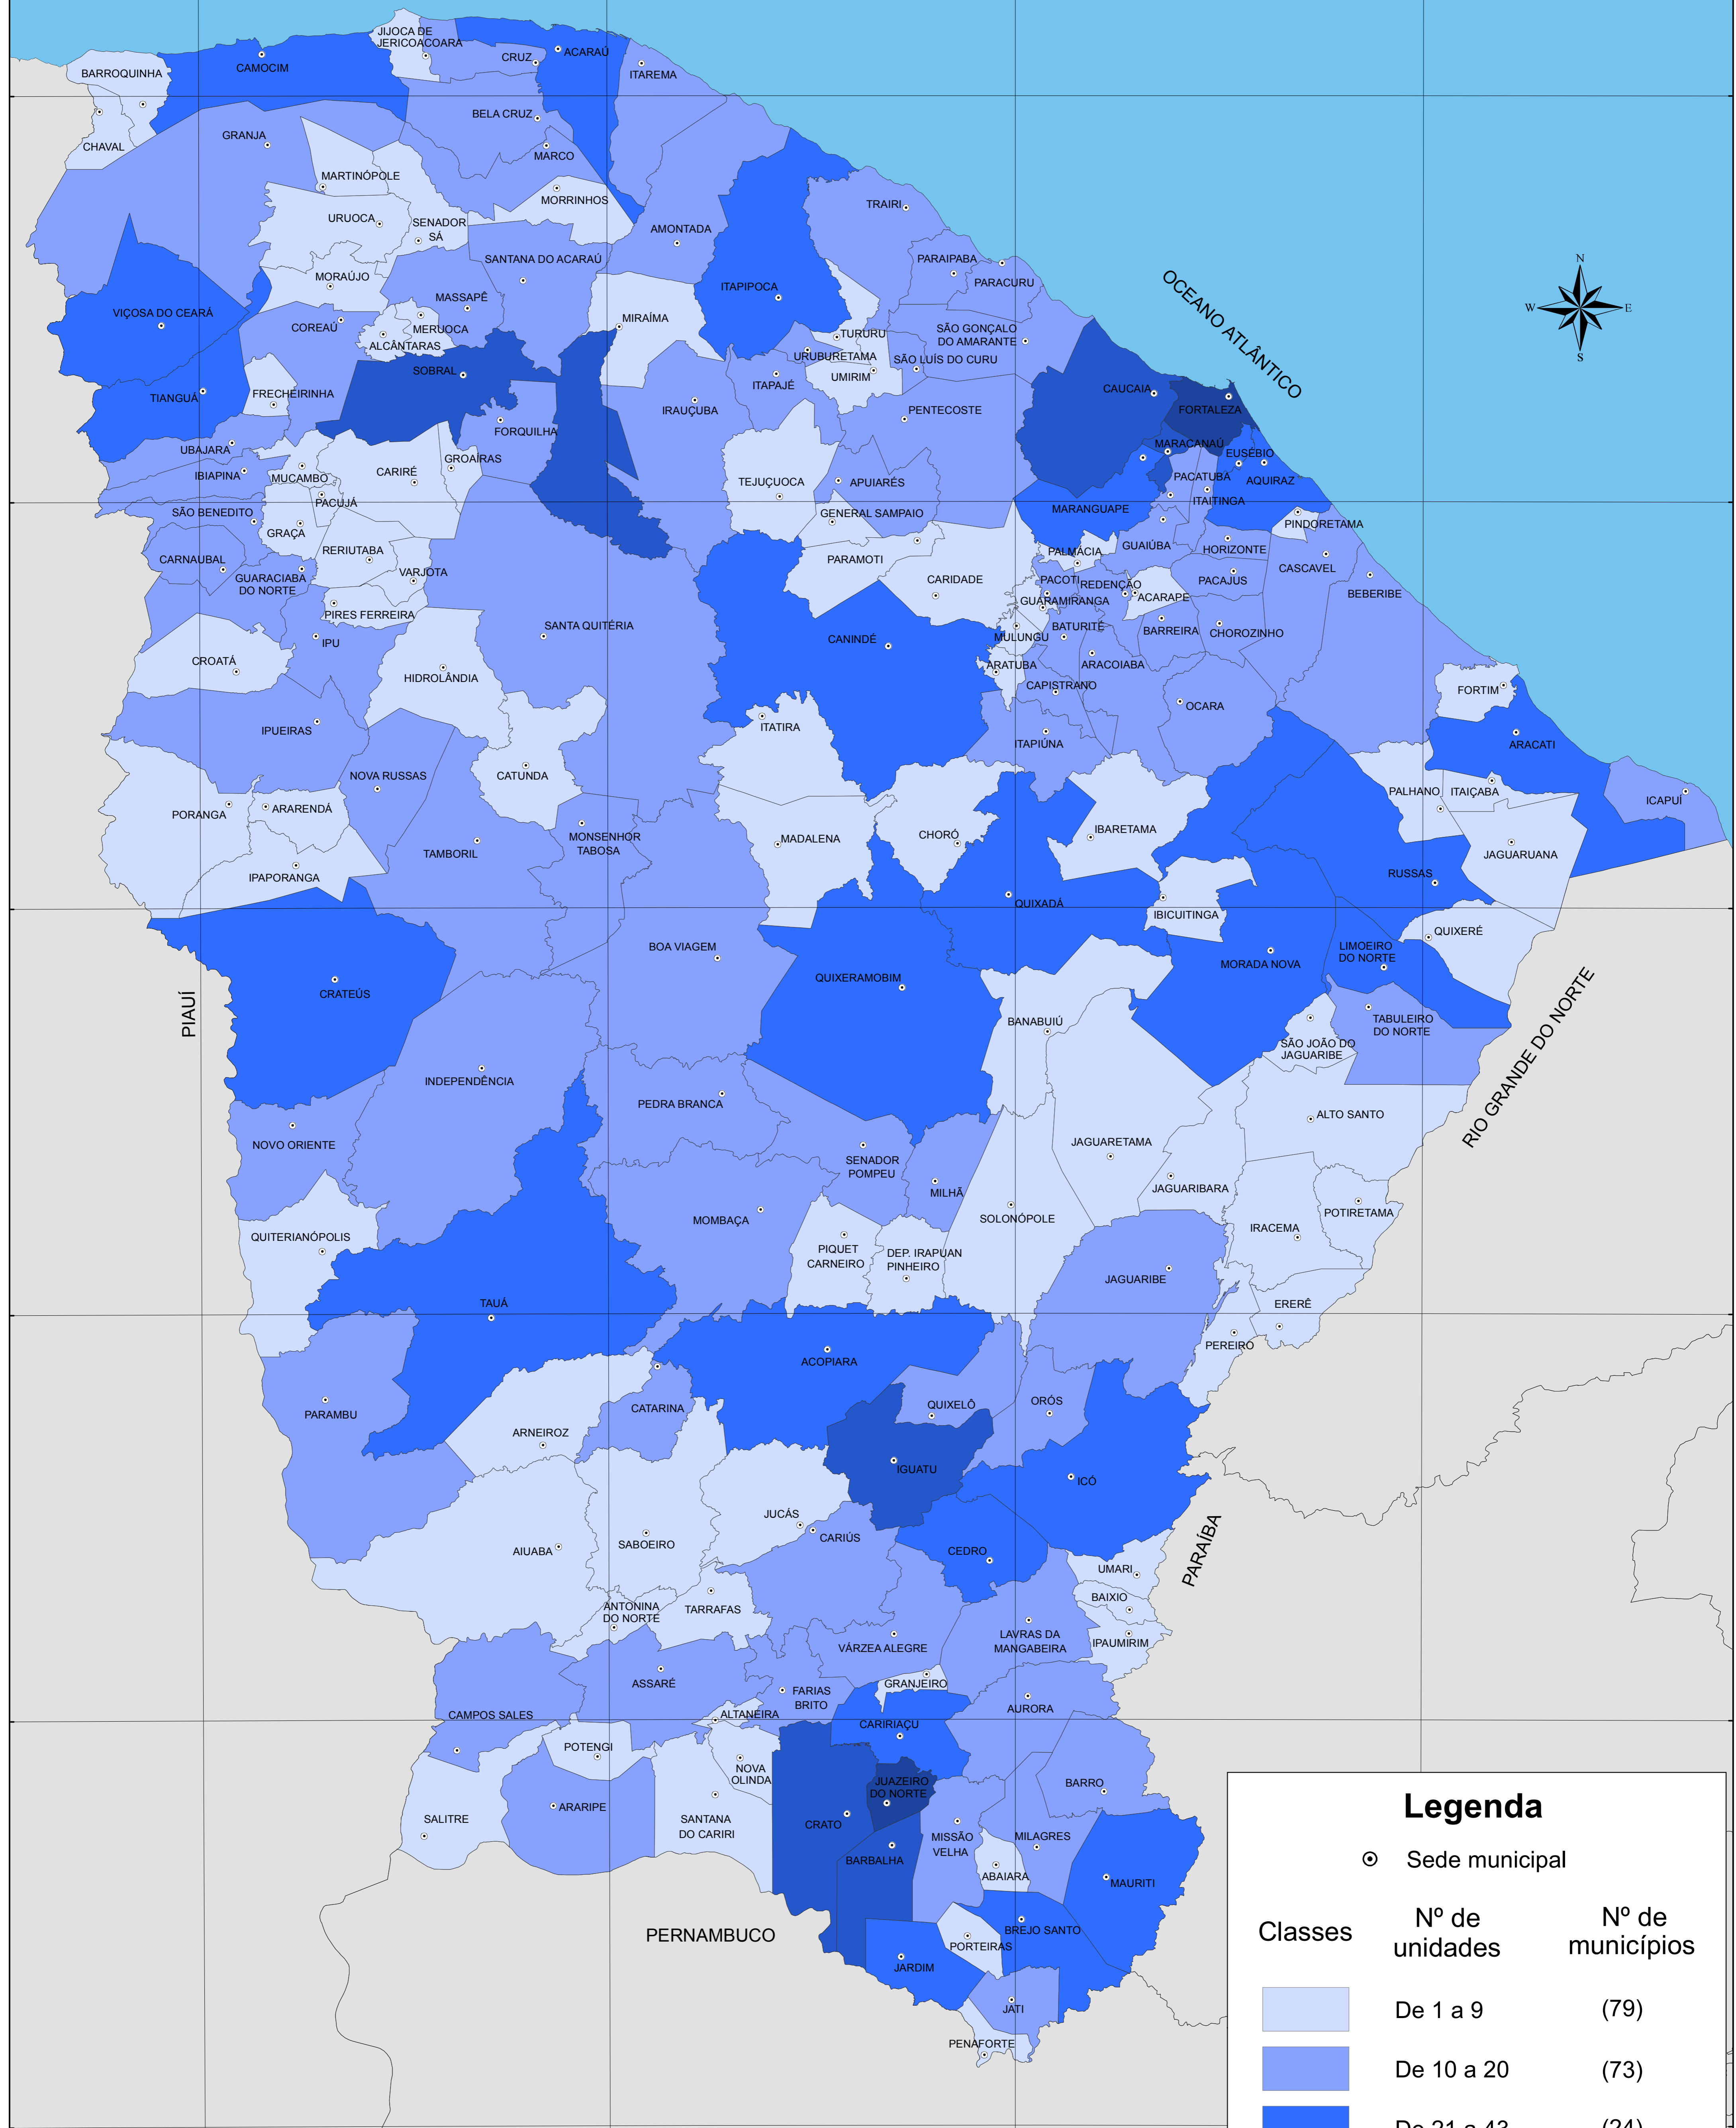 JIJOCA DE
JERICOACOARA
CRUZ
ACARAÚ
ITAREMA
BARROQUINHA
CAMOCIM
BELA CRUZ
CHAVAL
GRANJA
MARCO
MARTINÓPOLE
MORRINHOS
URUOCA
SENADOR
SÁ
AMONTADA
TRAIRI
SANTANA DO ACARAÚ
PARAIPABA
PARACURU
MORAÚJO
ITAPIPOCA
MASSAPÊ
VIÇOSA DO CEARÁ
COREAÚ
MERUOCA
ALCÂNTARAS
MIRAÍMA
TURURU
SÃO GONÇALO
DO AMARANTE
URUBURETAMA
SÃO LUÍS DO CURU
UMIRIM
SOBRAL
ITAPAJÉ
CAUCAIA
FORTALEZA
TIANGUÁ
FRECHEIRINHA
IRAUÇUBA
PENTECOSTE
FORQUILHA
MARACANAÚ
EUSÉBIO
UBAJARA
GROAÍRAS
IBIAPINA
MUCAMBO
CARIRÉ
PACATUBA
AQUIRAZ
TEJUÇUOCA
APUIARÉS
ITAITINGA
PACUJÁ
SÃO BENEDITO
GENERAL SAMPAIO
MARANGUAPE
PINDORETAMA
GRAÇA
RERIUTABA
PALMÁCIA
GUAIÚBA
HORIZONTE
CARNAUBAL
PARAMOTI
CASCAVEL
VARJOTA
GUARACIABA
DO NORTE
CARIDADE
PACOTI
REDENÇÃO
PACAJUS
BEBERIBE
ACARAPE
GUARAMIRANGA
PIRES FERREIRA
SANTA QUITÉRIA
BATURITÉ
BARREIRA
CHOROZINHO
MULUNGU
IPU
CANINDÉ
CROATÁ
ARATUBA
ARACOIABA
HIDROLÂNDIA
CAPISTRANO
FORTIM
OCARA
IPUEIRAS
ITATIRA
ITAPIÚNA
ARACATI
NOVA RUSSAS
CATUNDA
PALHANO
ITAIÇABA
ICAPUÍ
PORANGA
ARARENDÁ
MADALENA
CHORÓ
IBARETAMA
MONSENHOR
TABOSA
TAMBORIL
JAGUARUANA
IPAPORANGA
RUSSAS
QUIXADÁ
IBICUITINGA
QUIXERÉ
BOA VIAGEM
LIMOEIRO
DO NORTE
MORADA NOVA
QUIXERAMOBIM
CRATEÚS
BANABUIÚ
TABULEIRO
DO NORTE
SÃO JOÃO DO
JAGUARIBE
INDEPENDÊNCIA
PEDRA BRANCA
ALTO SANTO
NOVO ORIENTE
JAGUARETAMA
SENADOR
POMPEU
MILHÃ
JAGUARIBARA
MOMBAÇA
SOLONÓPOLE
POTIRETAMA
IRACEMA
QUITERIANÓPOLIS
PIQUET
CARNEIRO
DEP. IRAPUAN
PINHEIRO
JAGUARIBE
TAUÁ
ERERÊ
PEREIRO
ACOPIARA
PARAMBU
CATARINA
QUIXELÔ
ORÓS
ARNEIROZ
IGUATU
ICÓ
JUCÁS
CARIÚS
SABOEIRO
AIUABA
CEDRO
UMARI
BAIXIO
ANTONINA
DO NORTE
TARRAFAS
LAVRAS DA
MANGABEIRA
VÁRZEA ALEGRE
IPAUMIRIM
ASSARÉ
GRANJEIRO
FARIAS
BRITO
AURORA
CAMPOS SALES
ALTANEIRA
CARIRIAÇU
POTENGI
NOVA
OLINDA
JUAZEIRO
DO NORTE
BARRO
SALITRE
ARARIPE
SANTANA
DO CARIRI
CRATO
MISSÃO
VELHA
MILAGRES
BARBALHA
ABAIARA
MAURITI
BREJO SANTO
PORTEIRAS
JARDIM
JATI
PENAFORTE
OCEANO ATLÂNTICO
N
W
E
S
PIAUÍ
RIO GRANDE DO NORTE
PARAÍBA
PERNAMBUCO
Legenda
Sede municipal
Classes
Nº de
unidades
Nº de
municípios
De 1 a 9
(79)
De 10 a 20
(73)
De 21 a 43
(24)